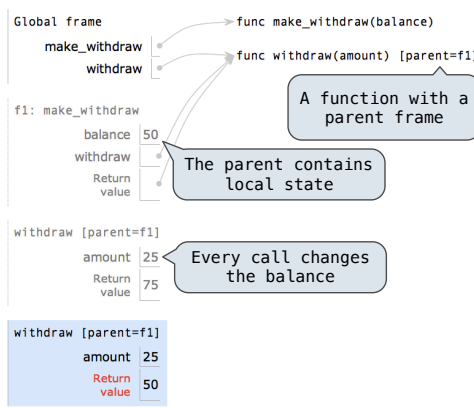 Global frame
make_withdraw
withdraw
func make_withdraw(balance)
func withdraw(amount) [parent=f1]
A function with a
parent frame
f1: make_withdraw
balance 50
withdraw
Return
value
The parent contains
local state
withdraw [parent=f1]
amount 25
Return
value 75
Every call changes
the balance
withdraw [parent=f1]
amount 25
Return
value 50